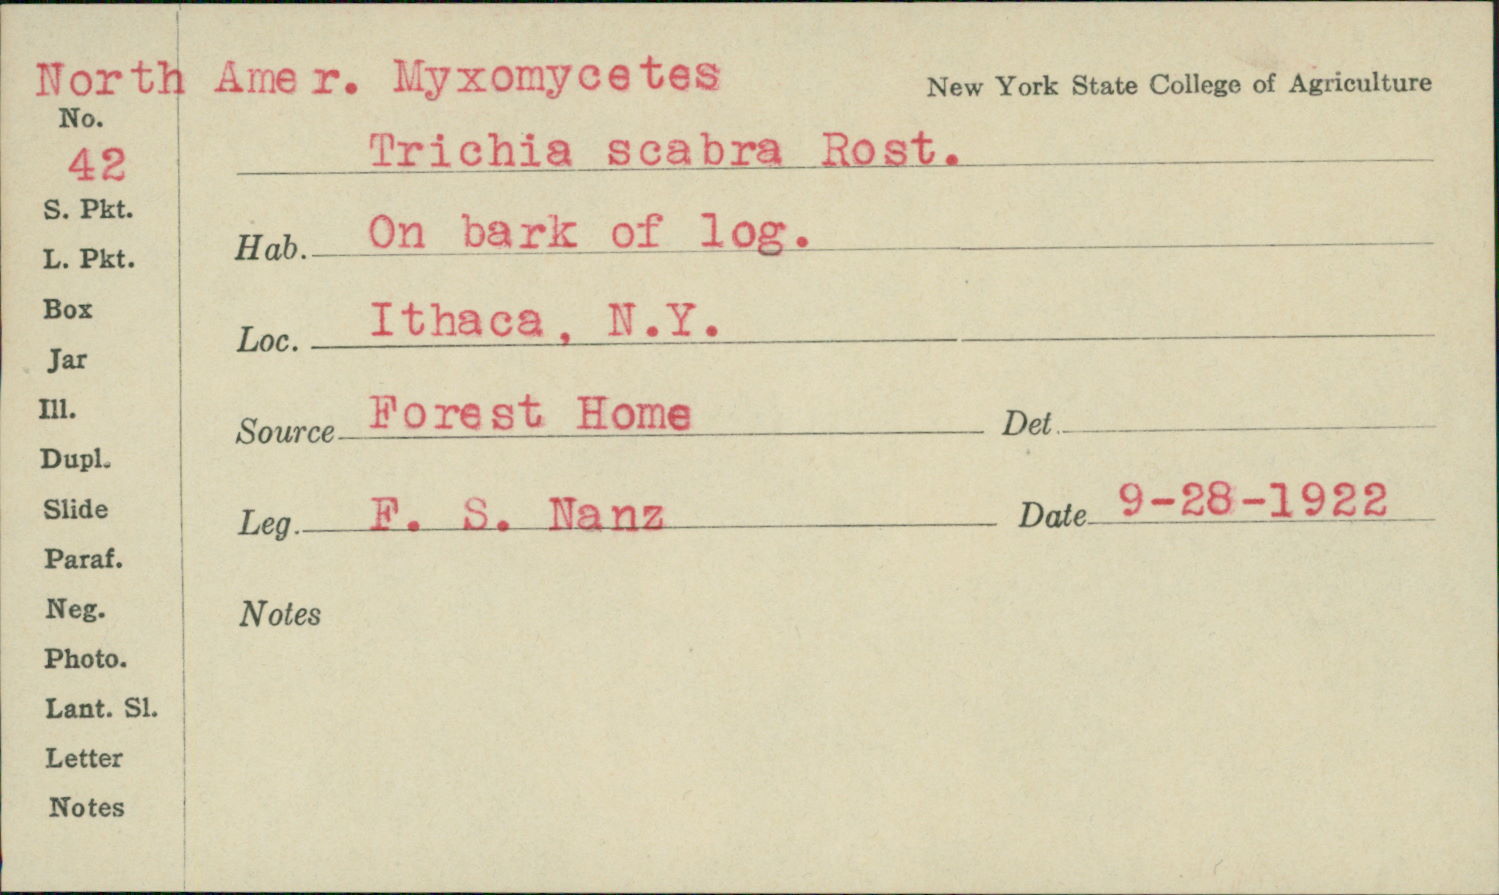 North Amer. Myxomycetes
New York State College of Agriculture
No.
42
Trichia scabra Rost.
S. Pkt.
Hab. On bark of log.
L. Pkt.
Box
Loc. Ithaca, N.Y.
Jar
Ill.
Source Forest Home Det.
Dupl.
Slide
Leg. F. S. Nanz Date 9-28-1922
Paraf.
Neg.
Notes
Photo.
Lant. Sl.
Letter
Notes